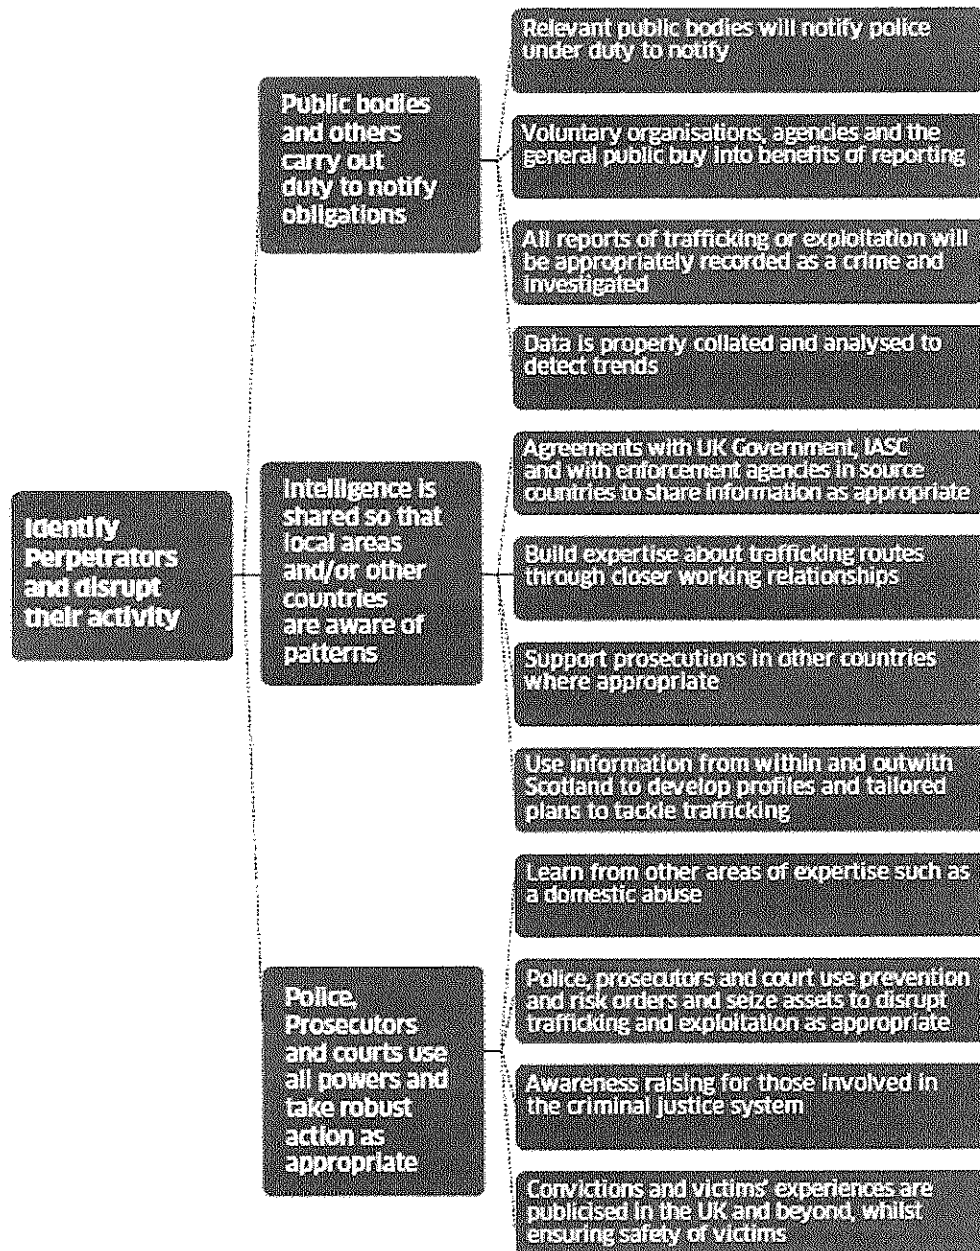 Identify
Perpetrators
and disrupt
their activity
Public bodies
and others
carry out
duty to notify
obligations
Relevant public bodies will notify police
under duty to notify
Voluntary organisations, agencies and the
general public buy into benefits of reporting
All reports of trafficking or exploitation will
be appropriately recorded as a crime and
investigated
Data is properly collated and analysed to
detect trends
Intelligence is
shared so that
local areas
and/or other
countries
are aware of
patterns
Agreements with UK Government, IASC
and with enforcement agencies in source
countries to share information as appropriate
Build expertise about trafficking routes
through closer working relationships
Support prosecutions in other countries
where appropriate
Use information from within and outwith
Scotland to develop profiles and tailored
plans to tackle trafficking
Police,
Prosecutors
and courts use
all powers and
take robust
action as
appropriate
Learn from other areas of expertise such as
a domestic abuse
Police, prosecutors and court use prevention
and risk orders and seize assets to disrupt
trafficking and exploitation as appropriate
Awareness raising for those involved in
the criminal justice system
Convictions and victims' experiences are
publicised in the UK and beyond, whilst
ensuring safety of victims